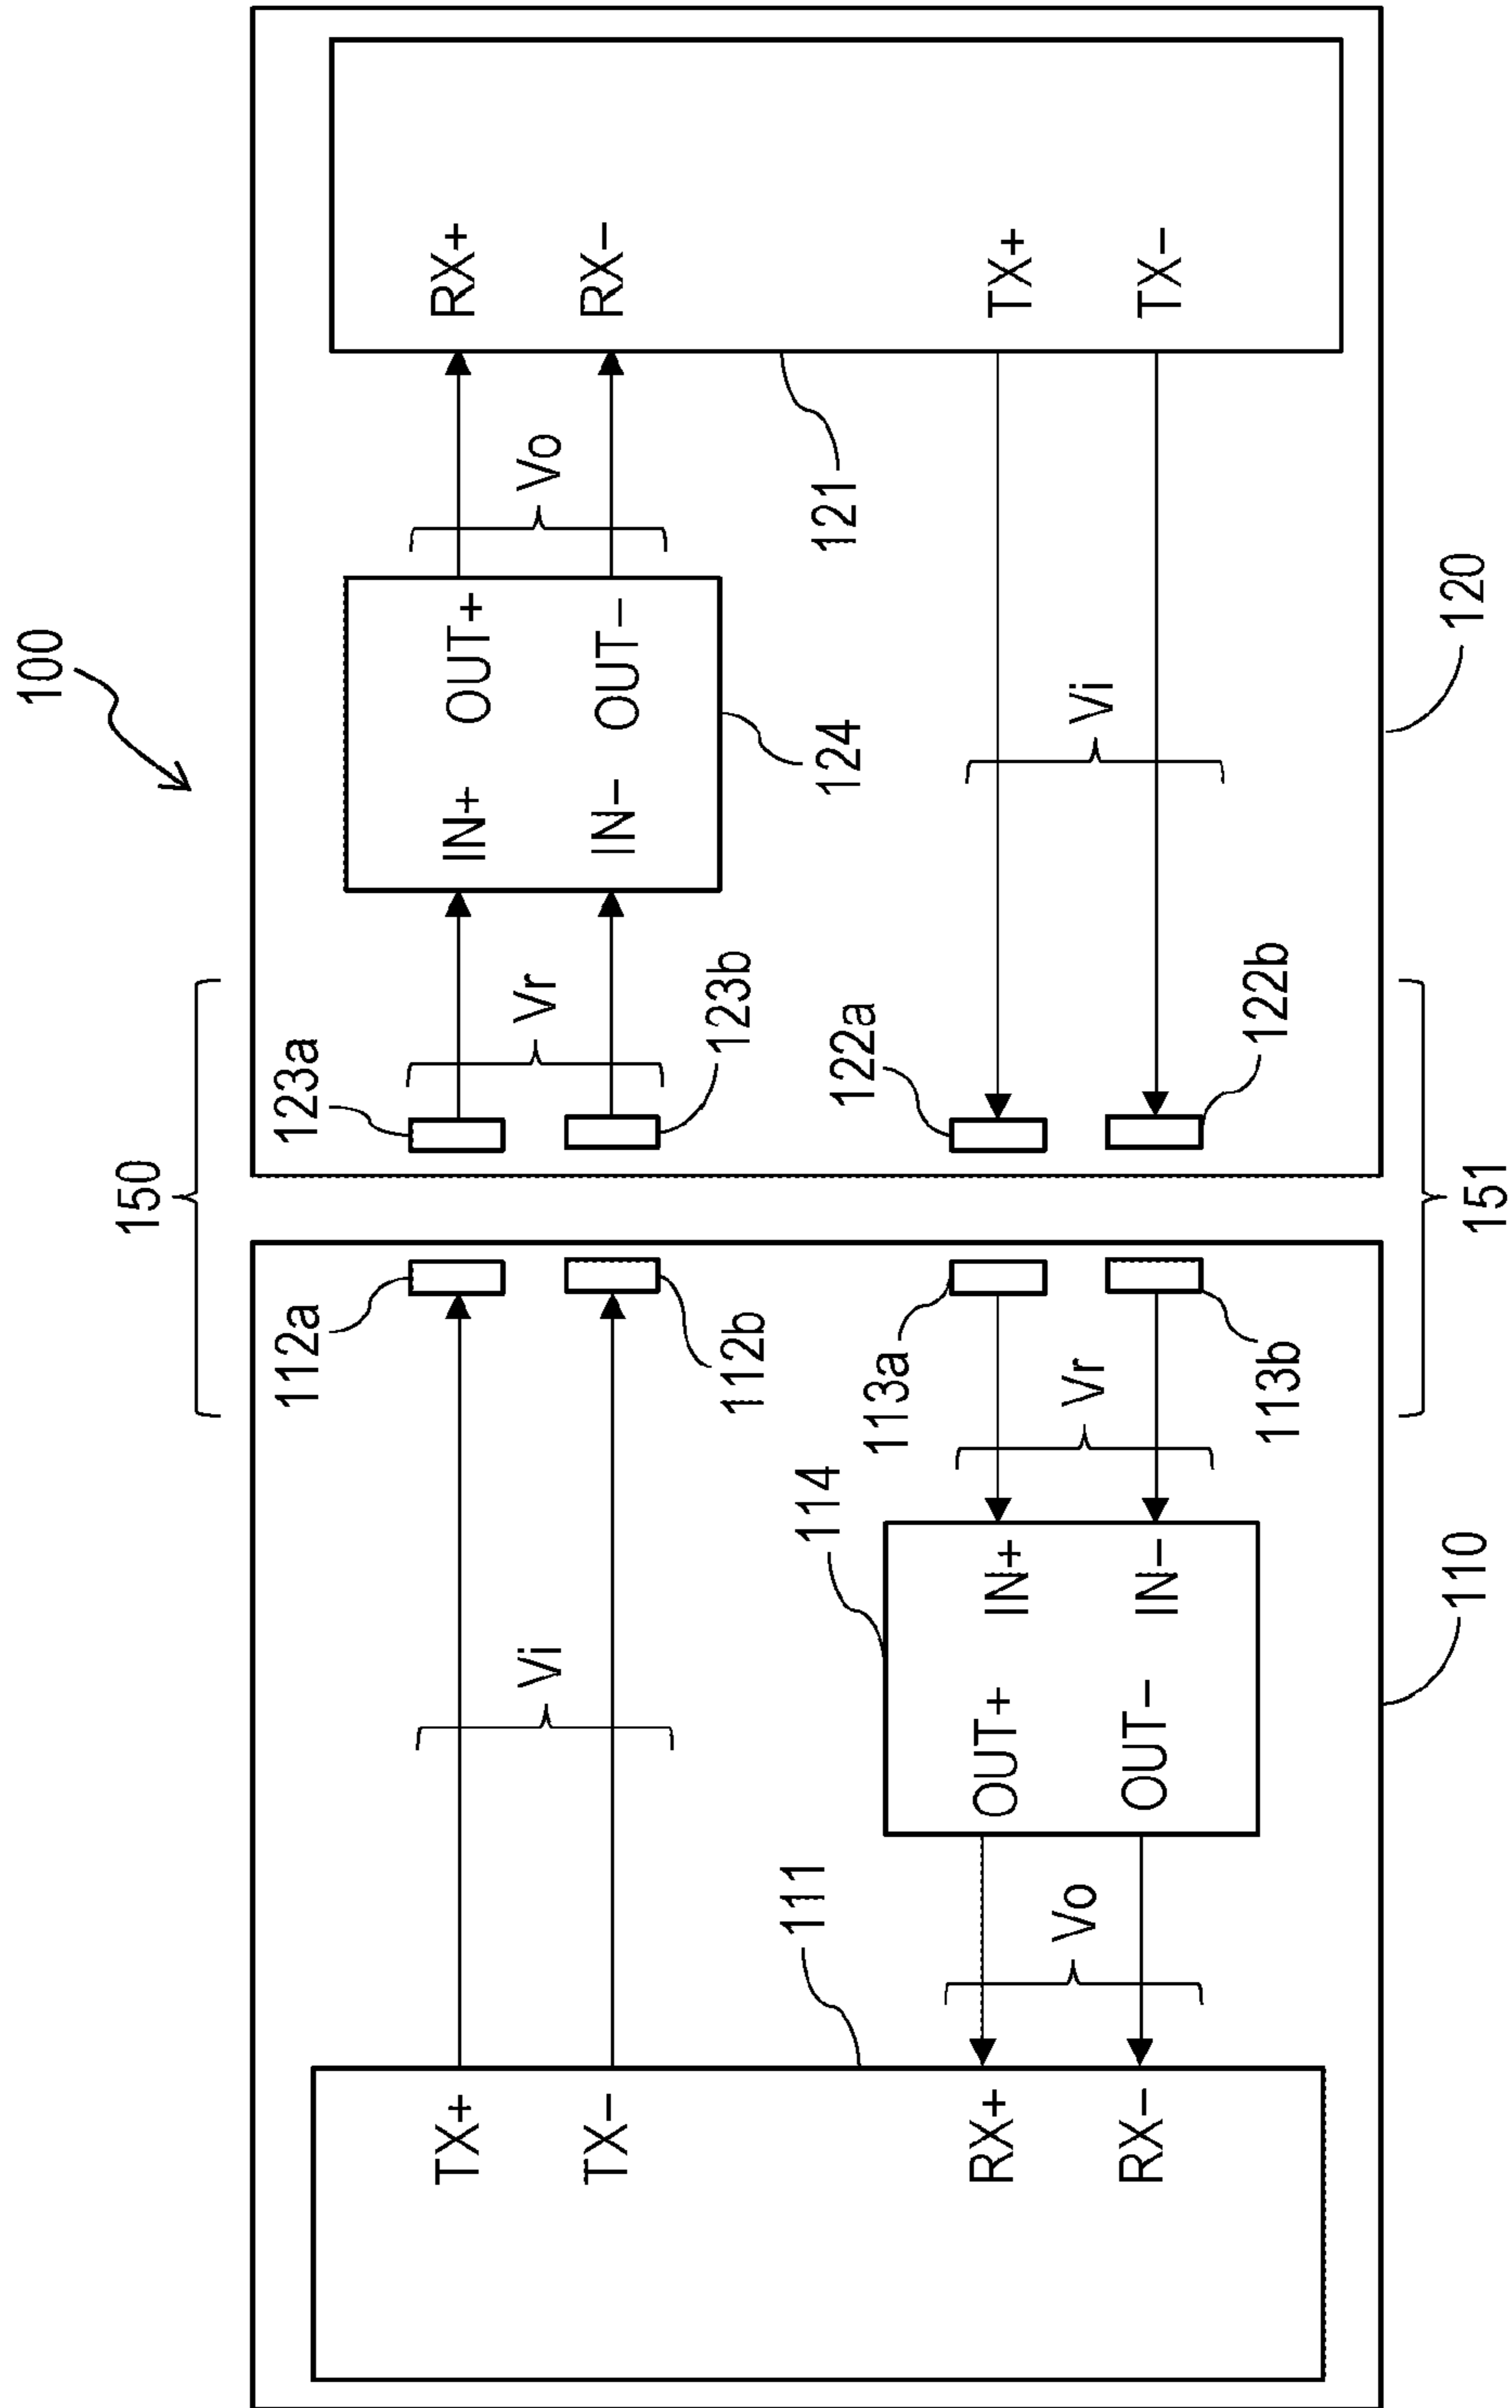 100
150
112a
123a
TX+
Vi
Vr
IN+
OUT+
Vo
RX+
TX−
112b
123b
IN−
OUT−
RX−
111
114
113a
122a
124
121
RX+
Vo
OUT+
IN+
Vr
Vi
TX+
RX−
OUT−
IN−
113b
122b
TX−
110
151
120